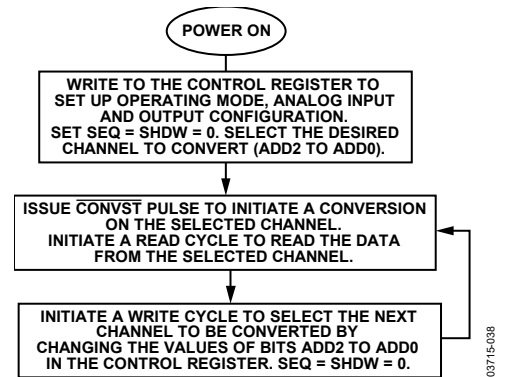 POWER ON
WRITE TO THE CONTROL REGISTER TO
SET UP OPERATING MODE, ANALOG INPUT
AND OUTPUT CONFIGURATION.
SET SEQ = SHDW = 0. SELECT THE DESIRED
CHANNEL TO CONVERT (ADD2 TO ADD0).
ISSUE CONVST PULSE TO INITIATE A CONVERSION
ON THE SELECTED CHANNEL.
INITIATE A READ CYCLE TO READ THE DATA
FROM THE SELECTED CHANNEL.
INITIATE A WRITE CYCLE TO SELECT THE NEXT
CHANNEL TO BE CONVERTED BY
CHANGING THE VALUES OF BITS ADD2 TO ADD0
IN THE CONTROL REGISTER. SEQ = SHDW = 0.
03715-038